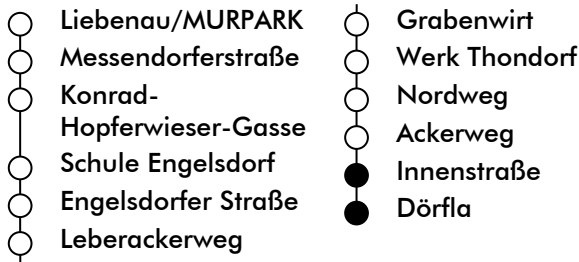 Liebenau/MURPARK
Messendorferstraße
Konrad-
Hopferwieser-Gasse
Schule Engelsdorf
Engelsdorfer Straße
Leberackerweg
Grabenwirt
Werk Thondorf
Nordweg
Ackerweg
Innenstraße
Dörfla